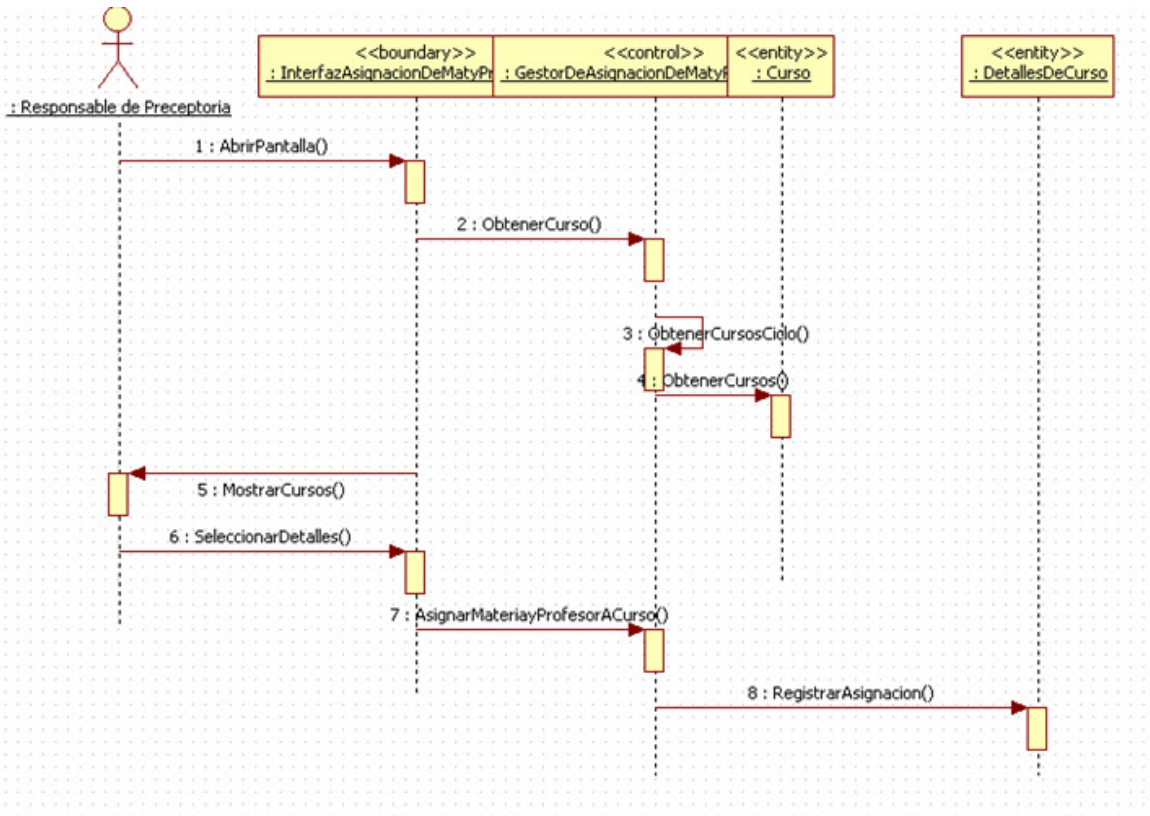 <<boundary>>
: InterfazAsignacionDeMatyPr
<<control>>
: GestorDeAsignacionDeMatyP
<<entity>>
: Curso
<<entity>>
: DetallesDeCurso
: Responsable de Preceptoria
1 : AbrirPantalla()
2 : ObtenerCurso()
3 : ObtenerCursosCiclo()
4 : ObtenerCursos()
5 : MostrarCursos()
6 : SeleccionarDetalles()
7 : AsignarMateriayProfesorACurso()
8 : RegistrarAsignacion()